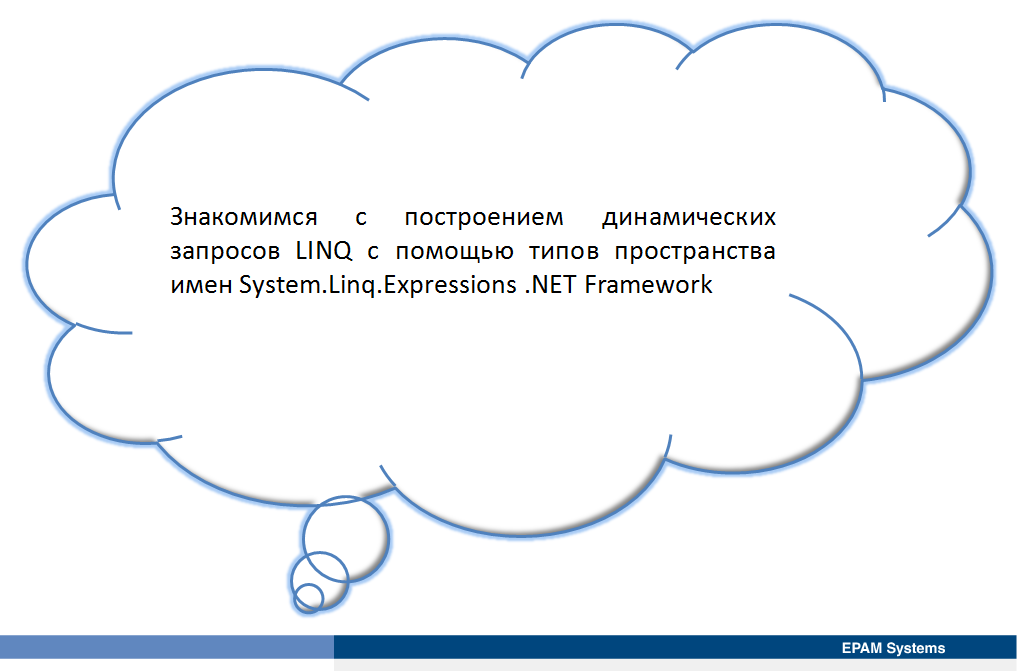 Знакомимся с построением динамических
запросов LINQ с помощью типов пространства
имен System.Linq.Expressions .NET Framework
EPAM Systems